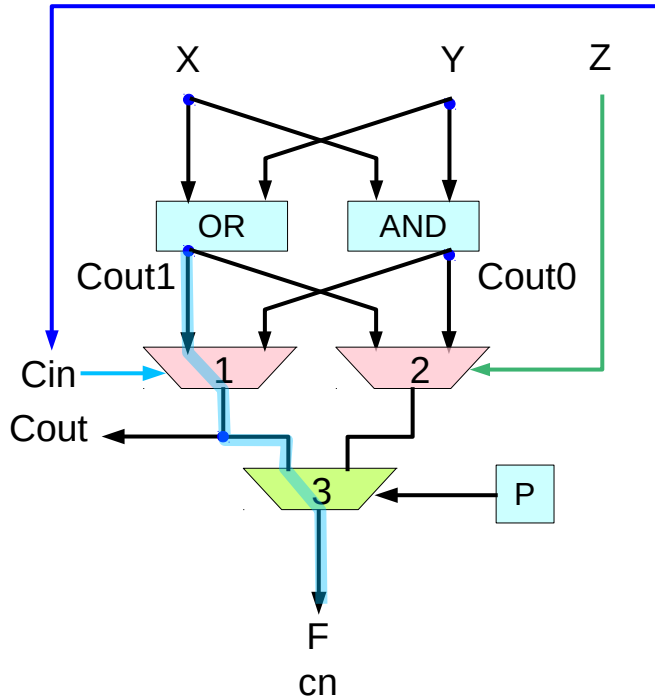 X Y Z
OR AND
Cout1 Cout0
Cin 1 2
Cout
3 P
F
cn